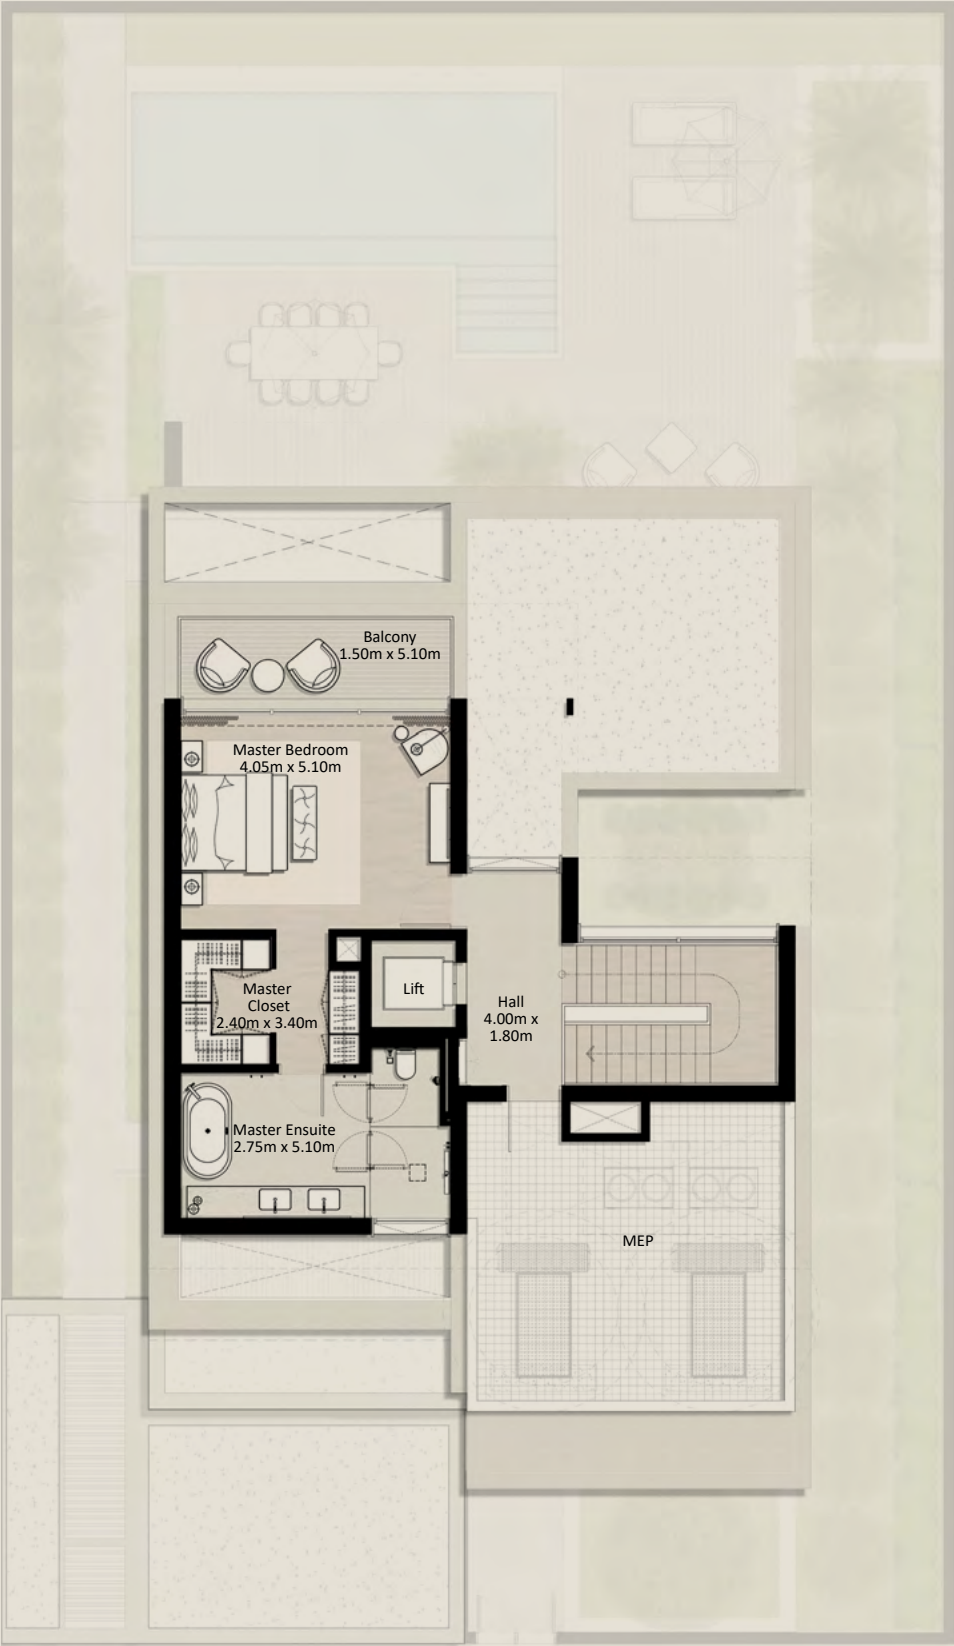 Balcony
1.50m x 5.10m
Master Bedroom
4.05m x 5.10m
Master
Closet
2.40m x 3.40m
Lift
Hall
4.00m x
1.80m
Master Ensuite
2.75m x 5.10m
MEP